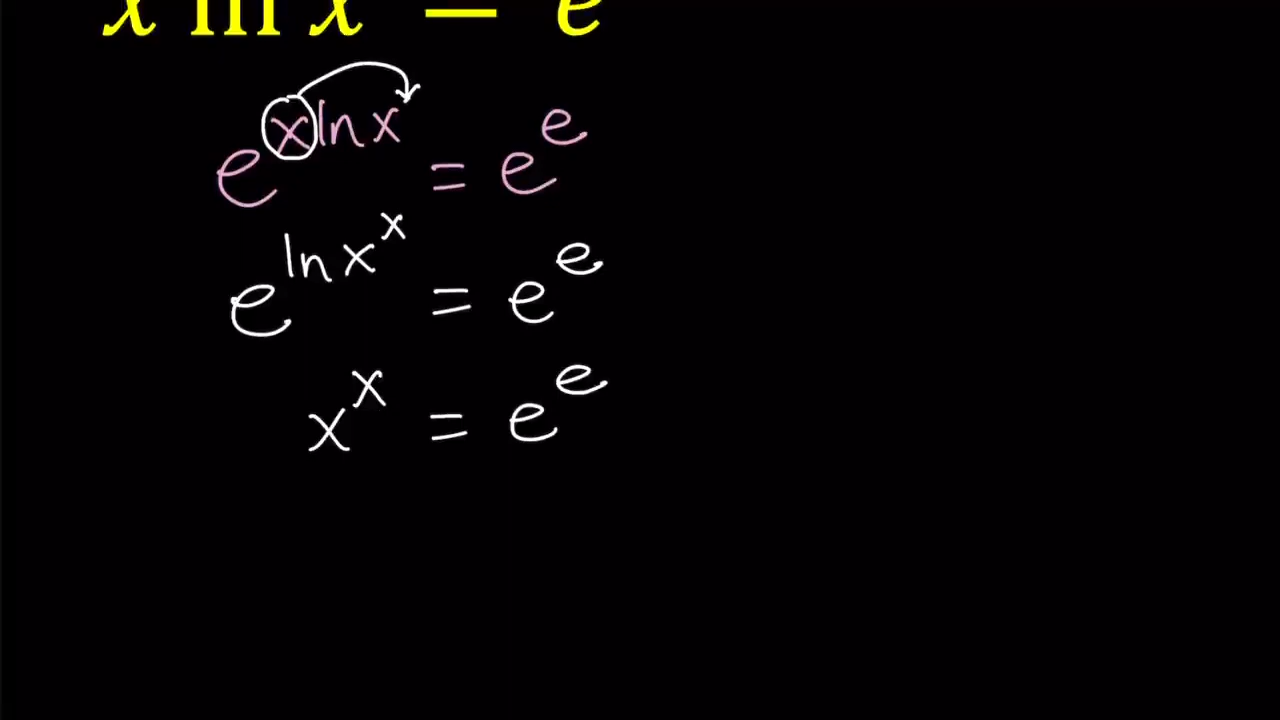 x ln x = e
e^{x ln x} = e^e
e^{ln x^x} = e^e
x^x = e^e